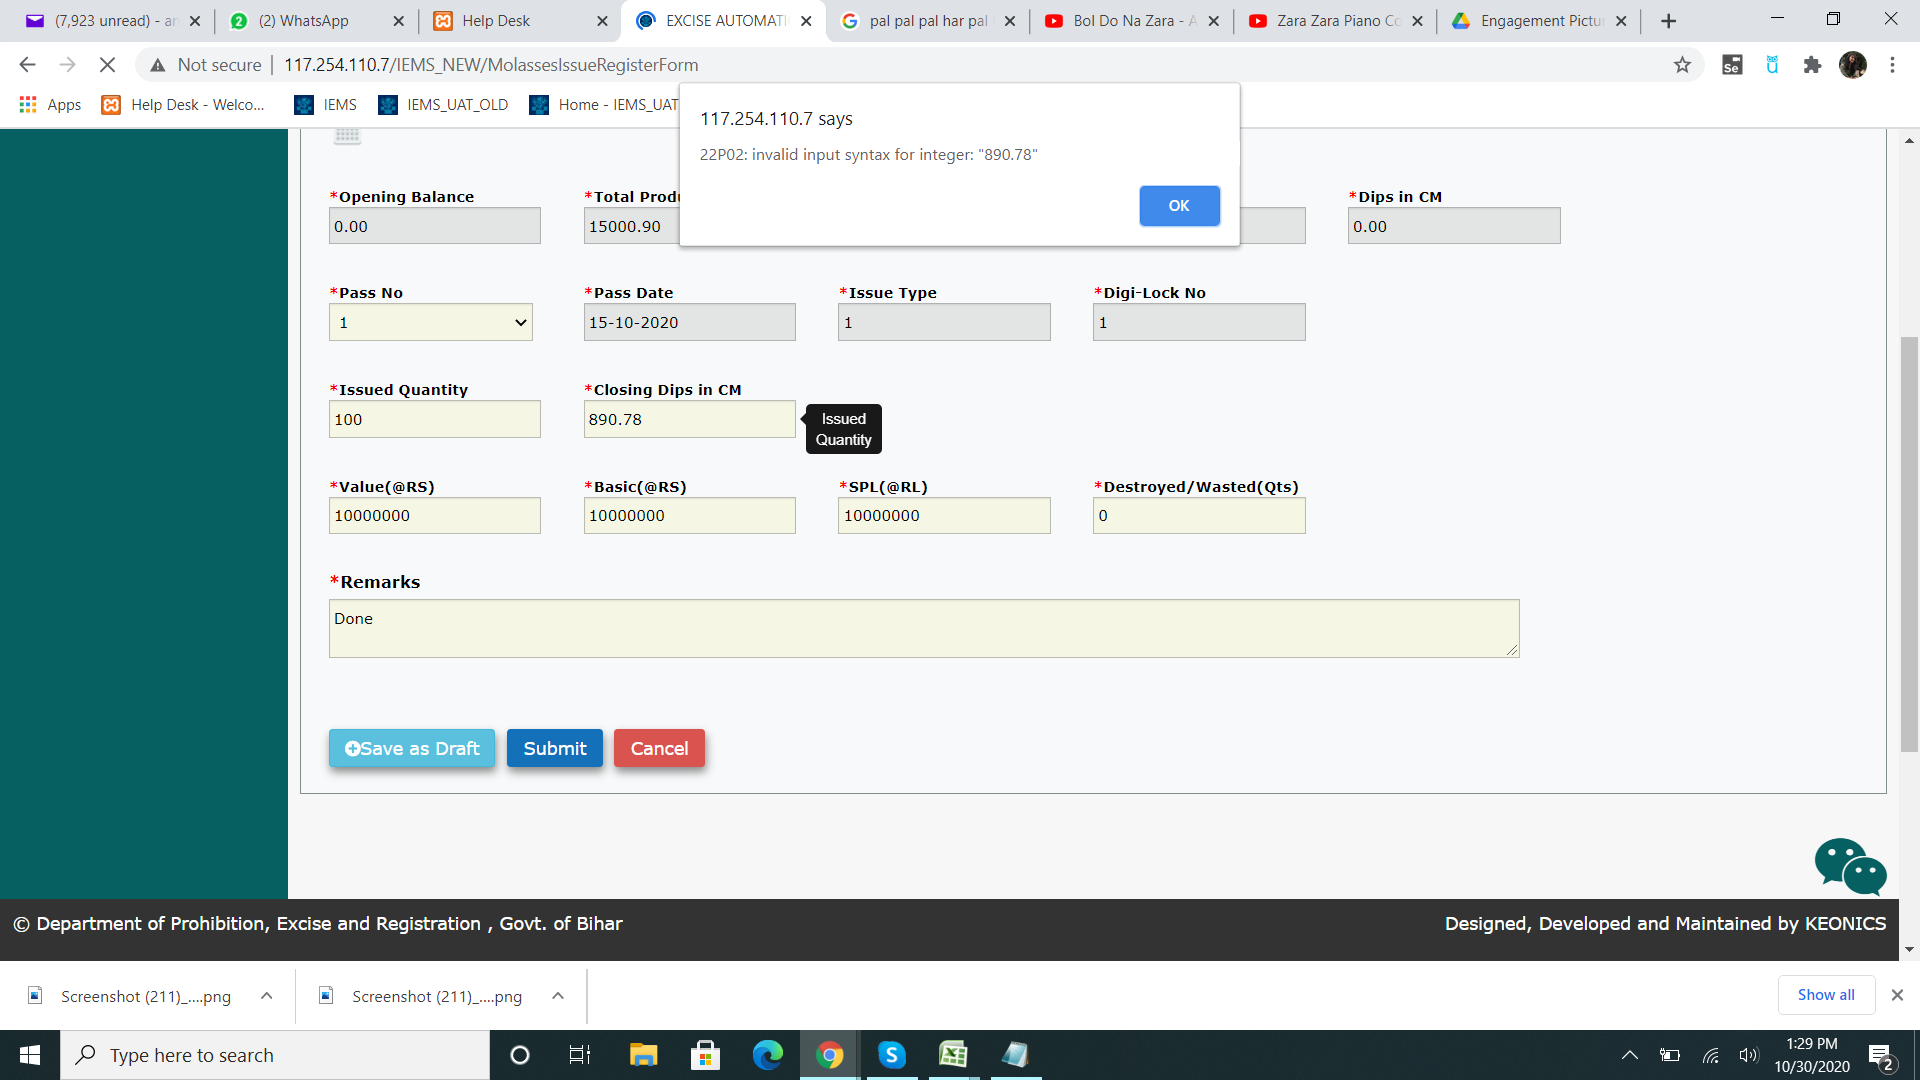 (7,923 unread) - an
(2) WhatsApp
Help Desk
EXCISE AUTOMATI
pal pal pal har pal
Bol Do Na Zara - A
Zara Zara Piano Co
Engagement Pictur
Not secure
117.254.110.7/IEMS_NEW/MolassesIssueRegisterForm
Se
Apps
Help Desk - Welco...
IEMS
IEMS_UAT_OLD
Home - IEMS_UAT
117.254.110.7 says
22P02: invalid input syntax for integer: "890.78"
OK
*Opening Balance
*Total Produ
*Dips in CM
0.00
15000.90
0.00
*Pass No
*Pass Date
*Issue Type
*Digi-Lock No
1
15-10-2020
1
1
*Issued Quantity
*Closing Dips in CM
100
890.78
Issued
Quantity
*Value(@RS)
*Basic(@RS)
*SPL(@RL)
*Destroyed/Wasted(Qts)
10000000
10000000
10000000
0
*Remarks
Done
Save as Draft
Submit
Cancel
© Department of Prohibition, Excise and Registration , Govt. of Bihar
Designed, Developed and Maintained by KEONICS
Screenshot (211)_....png
Screenshot (211)_....png
Show all
Type here to search
1:29 PM
10/30/2020
2